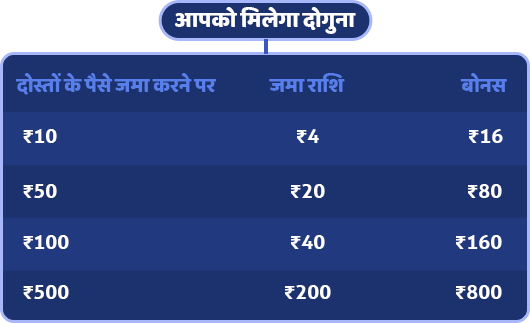 आपको मिलेगा दोगुना
दोस्तों के पैसे जमा करने पर जमा राशि बोनस
₹10 ₹4 ₹16
₹50 ₹20 ₹80
₹100 ₹40 ₹160
₹500 ₹200 ₹800